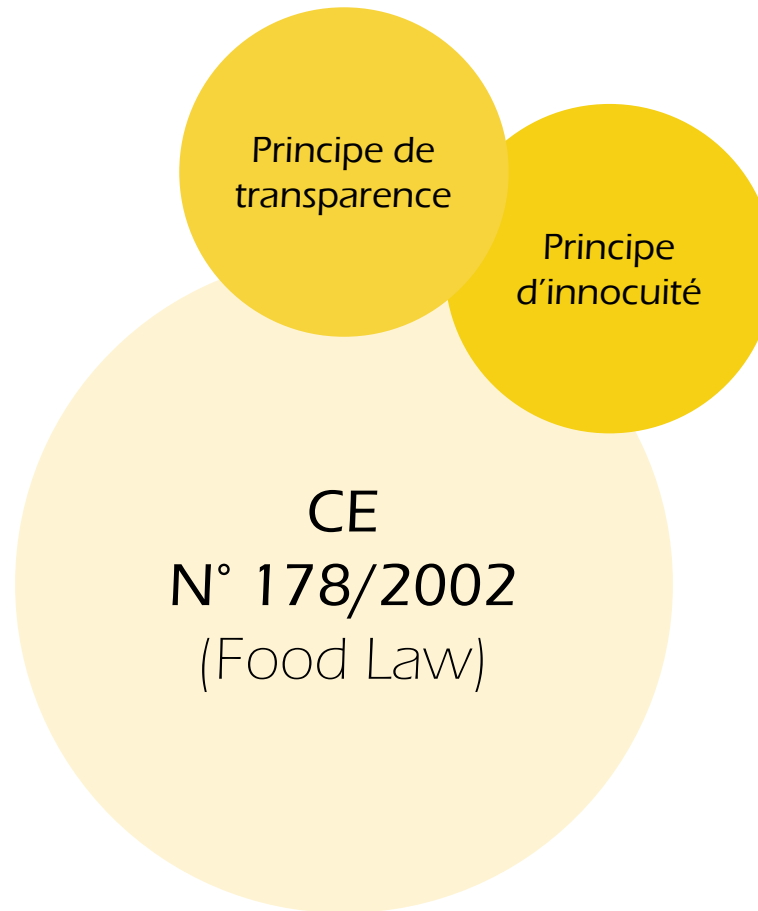 Principe de
transparence
Principe
d'innocuité
CE
N° 178/2002
(Food Law)